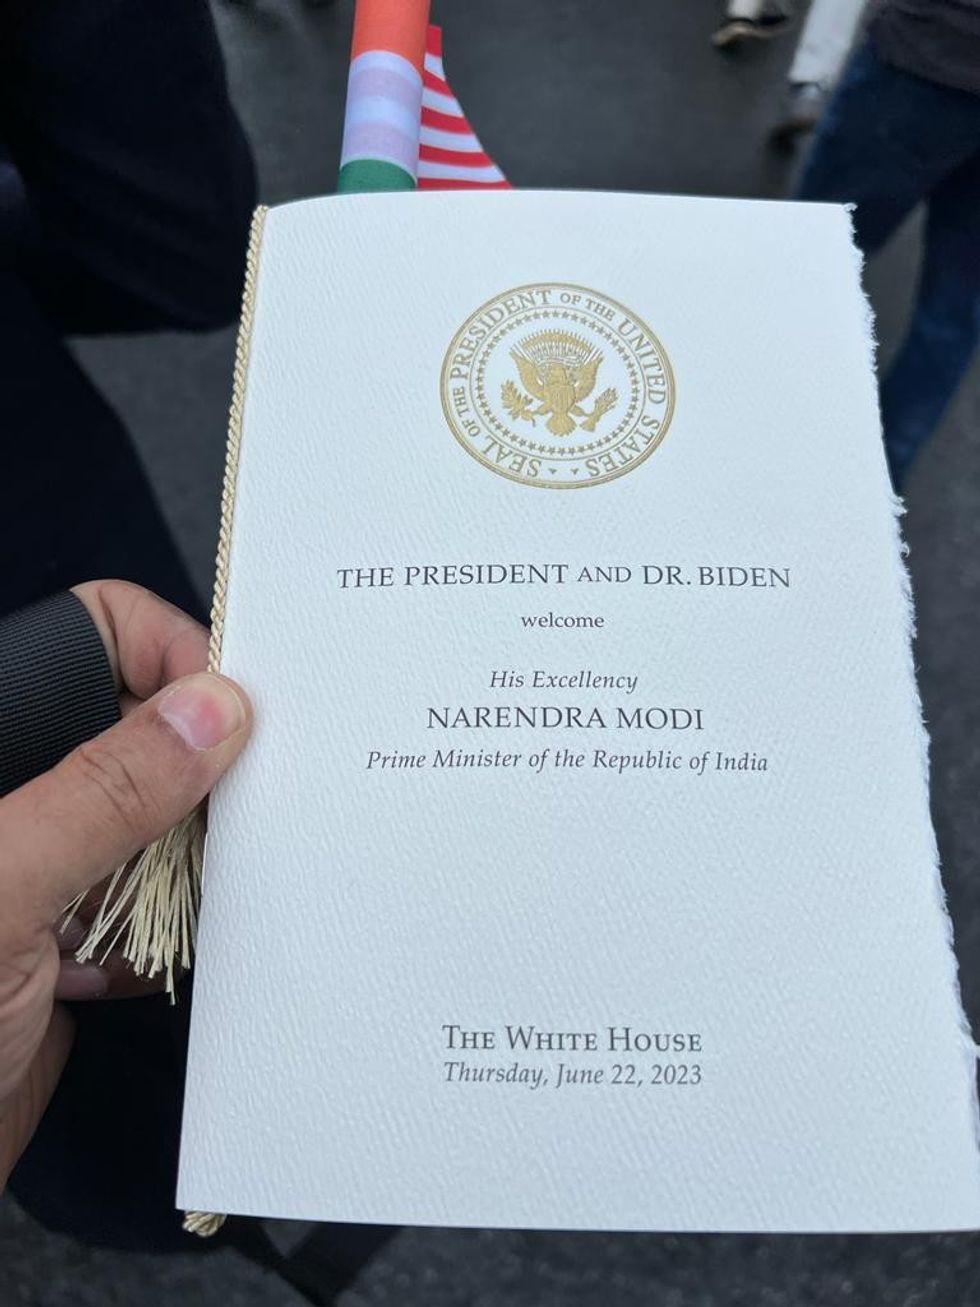 SEAL OF THE PRESIDENT OF THE UNITED STATES
THE PRESIDENT AND DR. BIDEN
welcome
His Excellency
NARENDRA MODI
Prime Minister of the Republic of India
THE WHITE HOUSE
Thursday, June 22, 2023